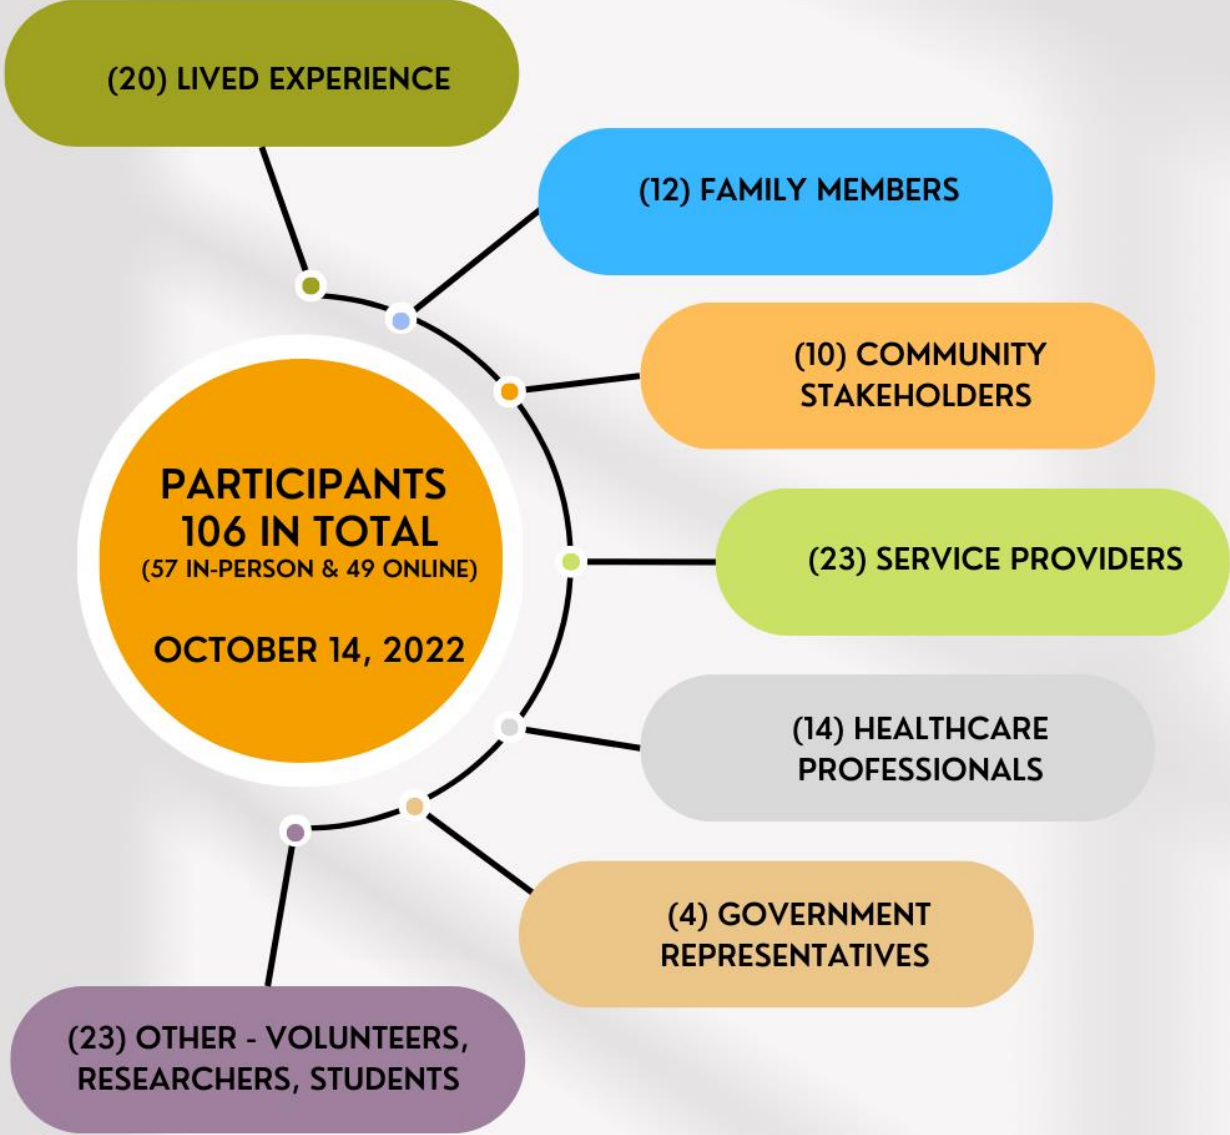 (20) LIVED EXPERIENCE
(12) FAMILY MEMBERS
(10) COMMUNITY
STAKEHOLDERS
PARTICIPANTS
106 IN TOTAL
(57 IN-PERSON & 49 ONLINE)
OCTOBER 14, 2022
(23) SERVICE PROVIDERS
(14) HEALTHCARE
PROFESSIONALS
(4) GOVERNMENT
REPRESENTATIVES
(23) OTHER - VOLUNTEERS,
RESEARCHERS, STUDENTS